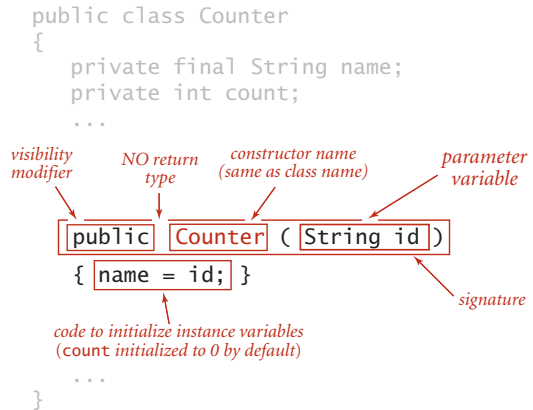 public class Counter
{
private final String name;
private int count;
...
visibility
modifier
NO return
type
constructor name
(same as class name)
parameter
variable
public Counter ( String id )
{ name = id; }
signature
code to initialize instance variables
(count initialized to 0 by default)
...
}